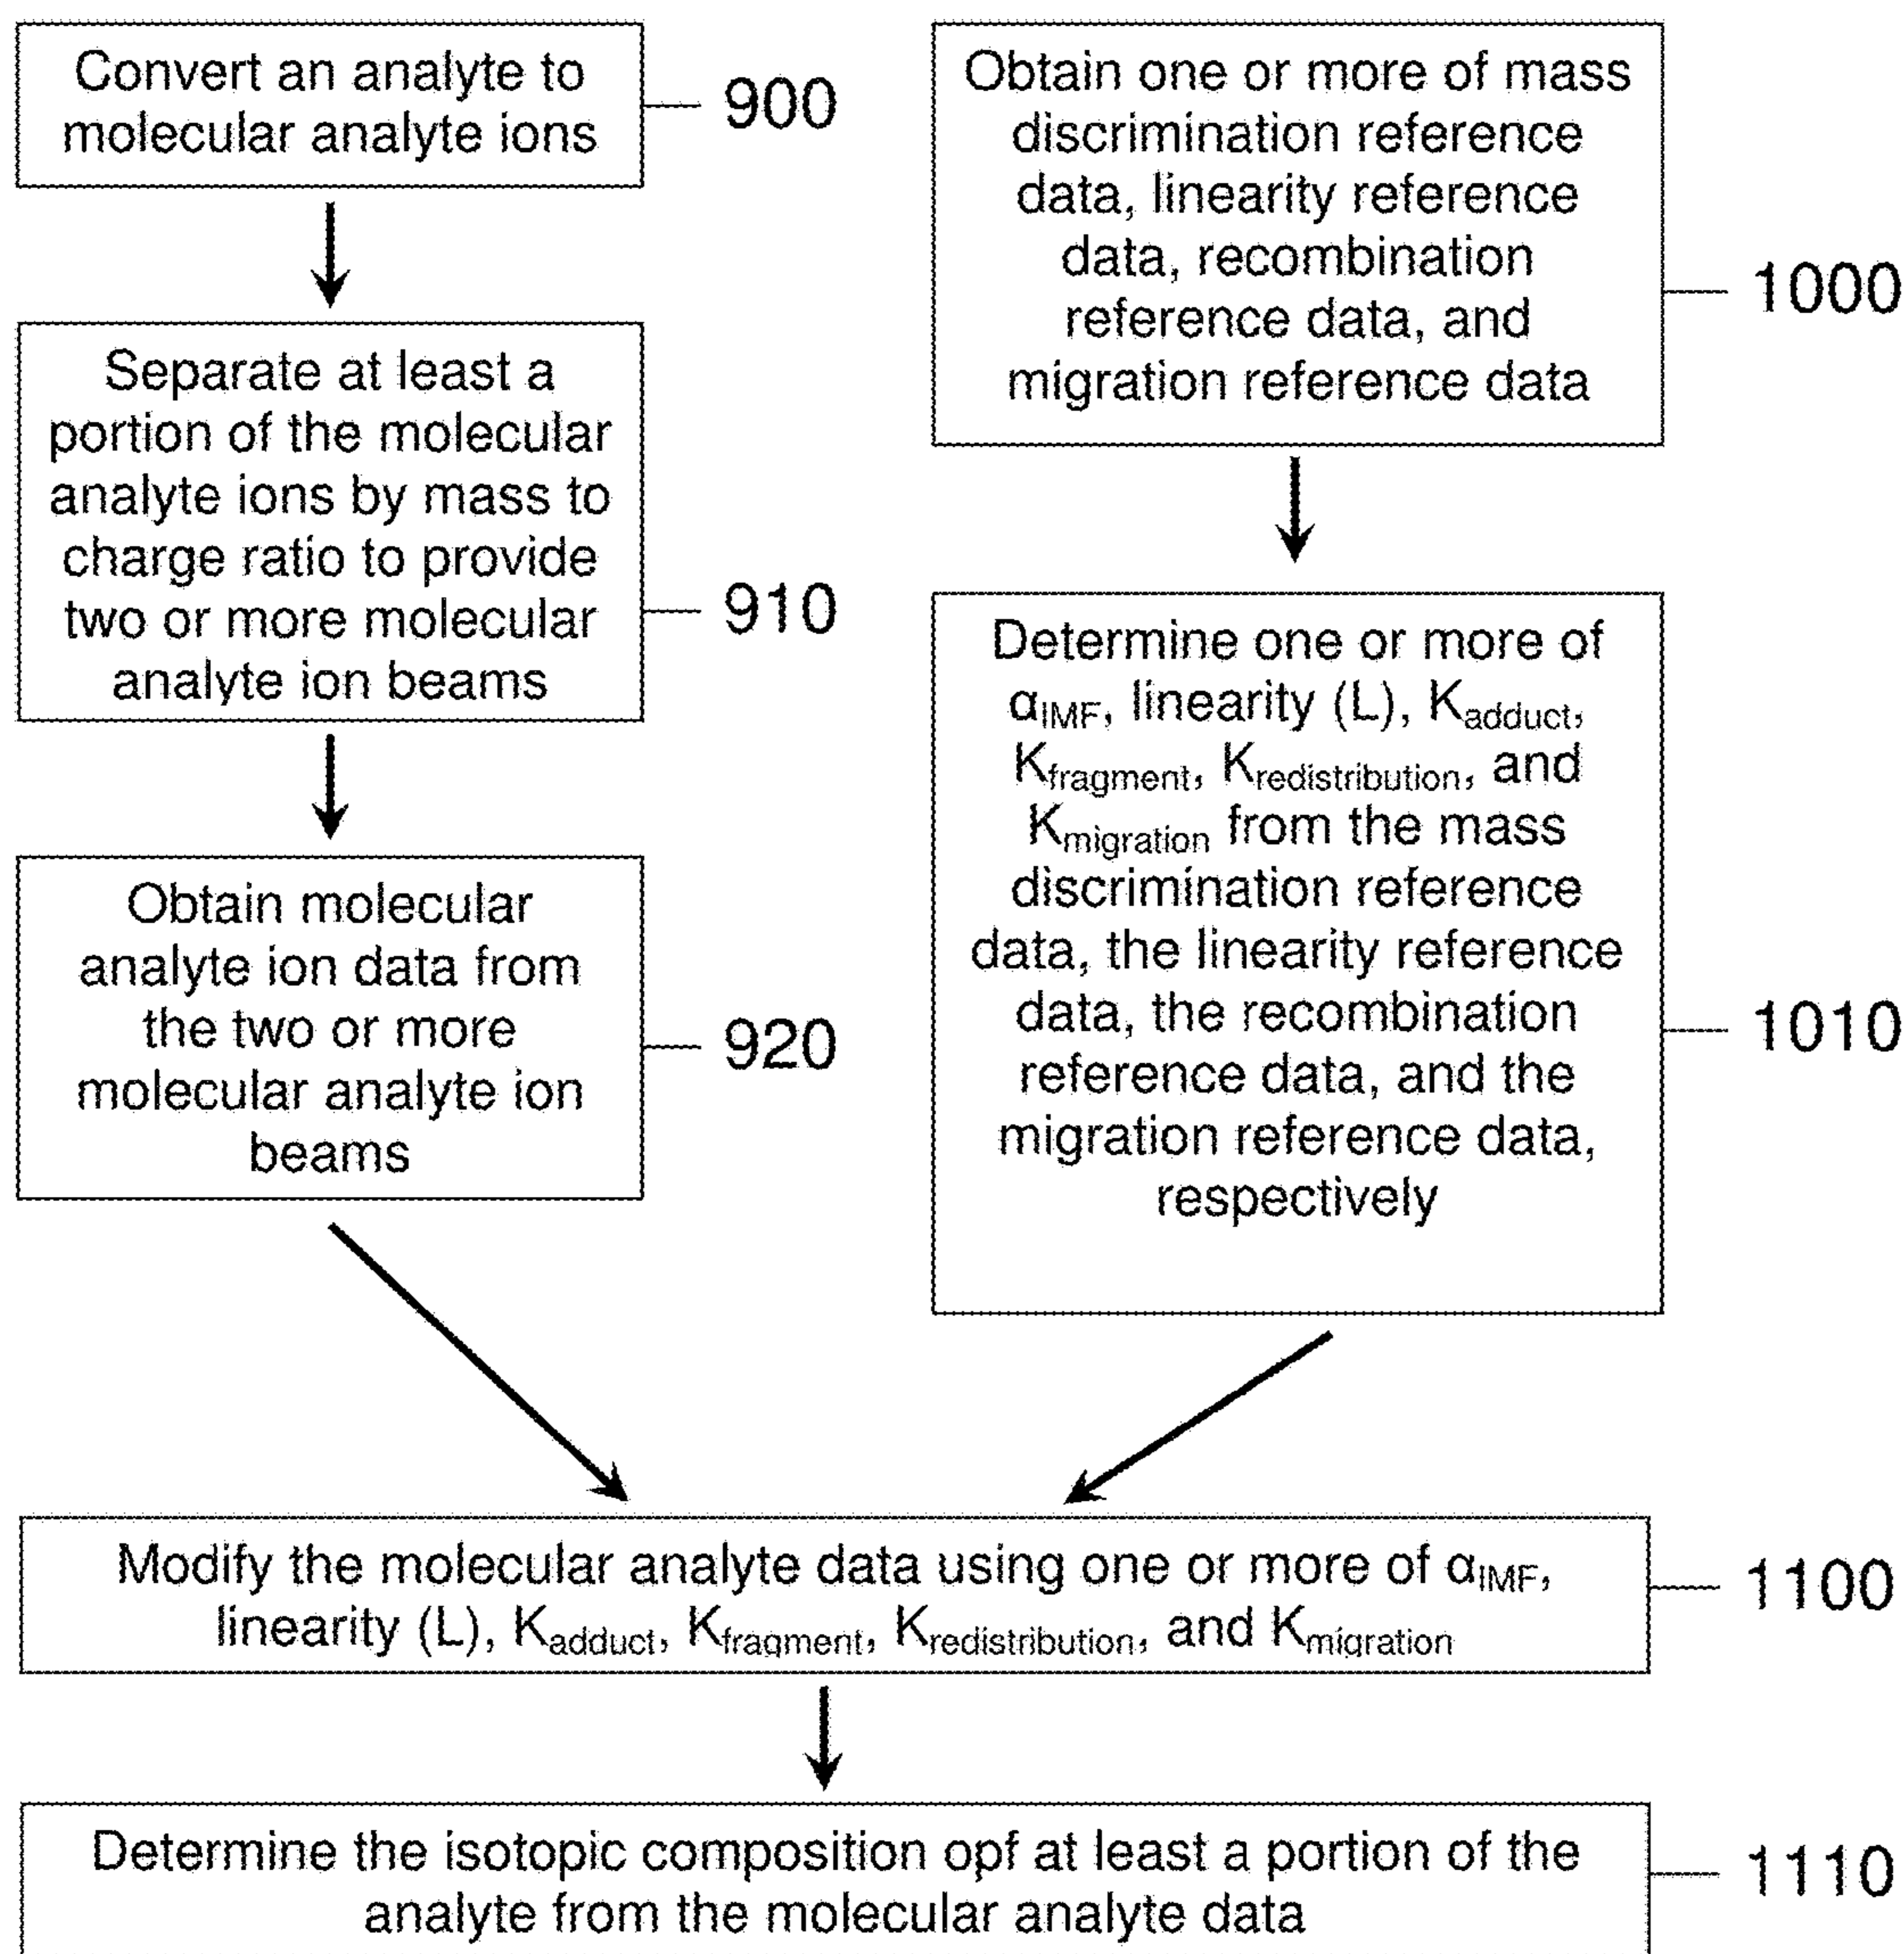 Convert an analyte to
molecular analyte ions
900
Separate at least a
portion of the molecular
analyte ions by mass to
charge ratio to provide
two or more molecular
analyte ion beams
910
Obtain molecular
analyte ion data from
the two or more
molecular analyte ion
beams
920
Obtain one or more of mass
discrimination reference
data, linearity reference
data, recombination
reference data, and
migration reference data
1000
Determine one or more of
αIMF, linearity (L), Kadduct,
Kfragment, Kredistribution, and
Kmigration from the mass
discrimination reference
data, the linearity reference
data, the recombination
reference data, and the
migration reference data,
respectively
1010
Modify the molecular analyte data using one or more of αIMF,
linearity (L), Kadduct, Kfragment, Kredistribution, and Kmigration
1100
Determine the isotopic composition opf at least a portion of the
analyte from the molecular analyte data
1110